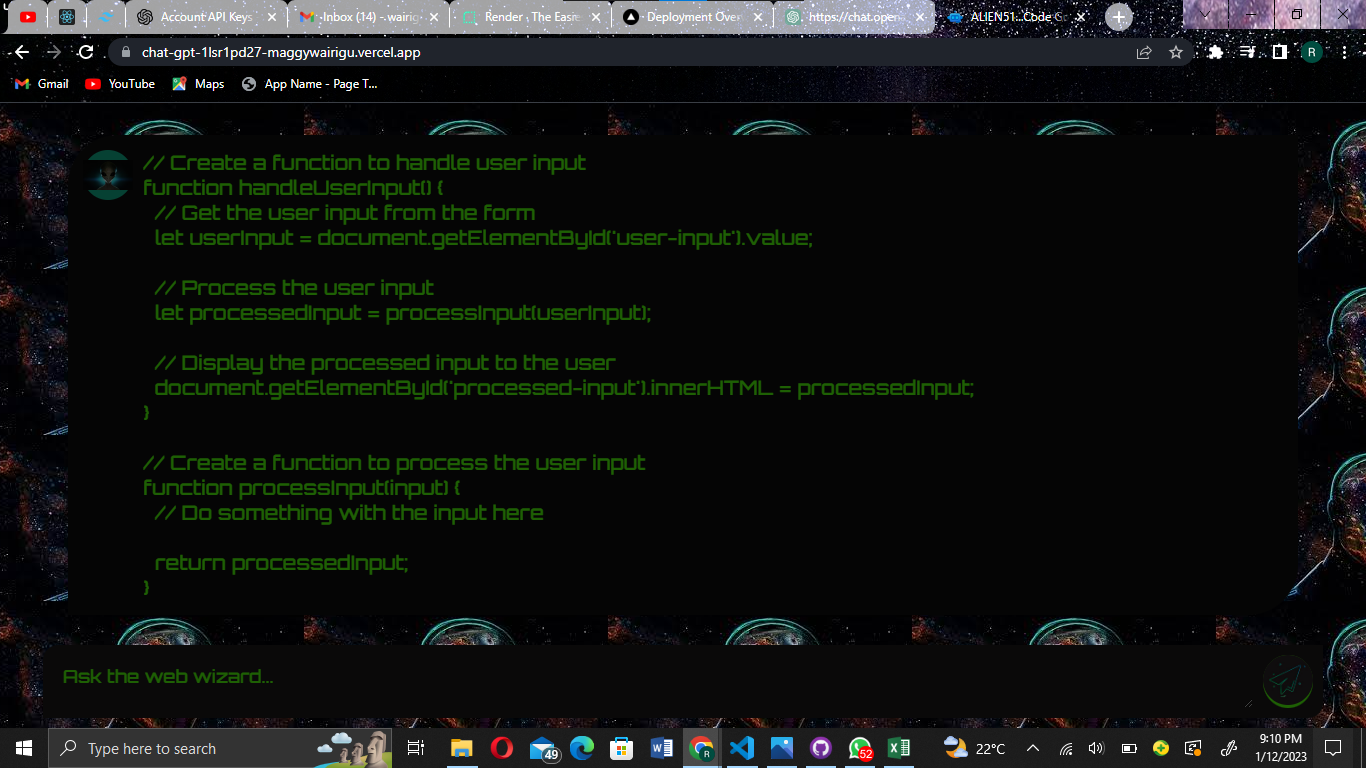 Account API Keys
Inbox (14) - wairig
Render · The Easie
Deployment Over
https://chat.open
ALIEN51..Code G
chat-gpt-1lsr1pd27-maggywairigu.vercel.app
R
Gmail
YouTube
Maps
App Name - Page T...
// Create a function to handle user input
function handleUserInput() {
// Get the user input from the form
let userInput = document.getElementById('user-input').value;
// Process the user input
let processedInput = processInput(userInput);
// Display the processed input to the user
document.getElementById('processed-input').innerHTML = processedInput;
}
// Create a function to process the user input
function processInput(input) {
// Do something with the input here
return processedInput;
}
Ask the web wizard...
Type here to search
49
R
52
22°C
9:10 PM
1/12/2023